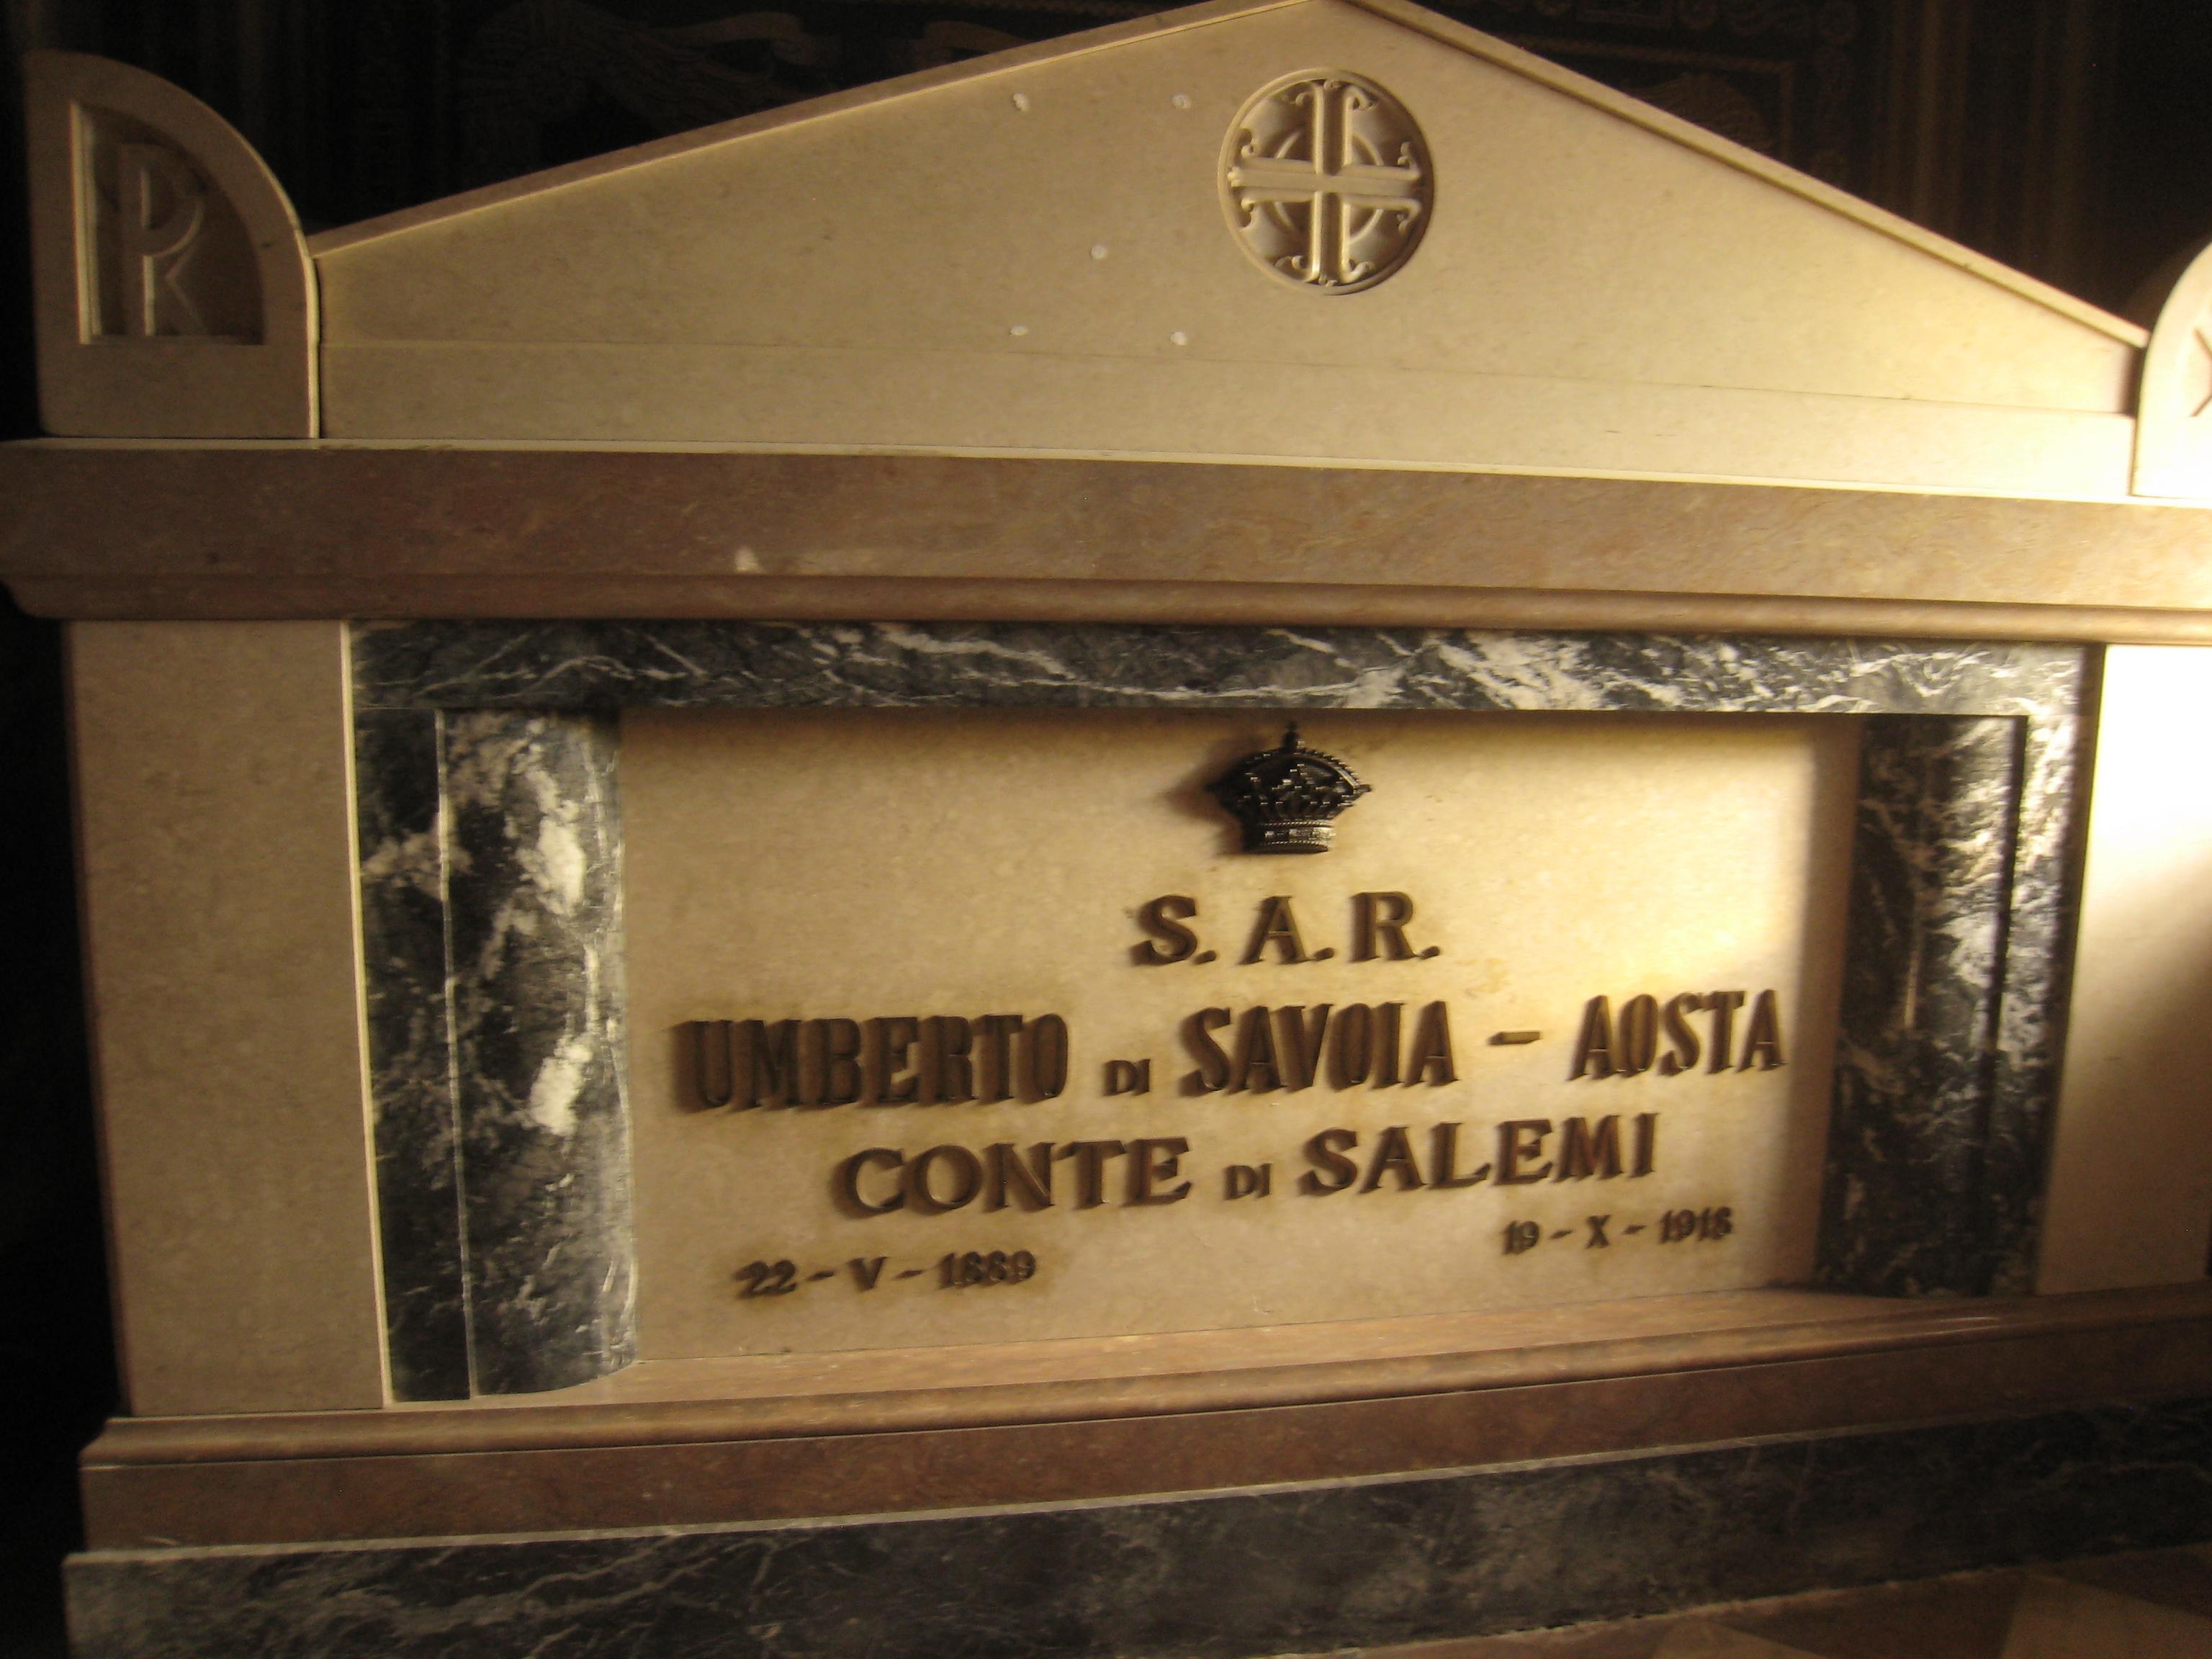 S. A. R.
UMBERTO DI SAVOIA - AOSTA
CONTE DI SALEMI
22 - V - 1889
19 - X - 1918